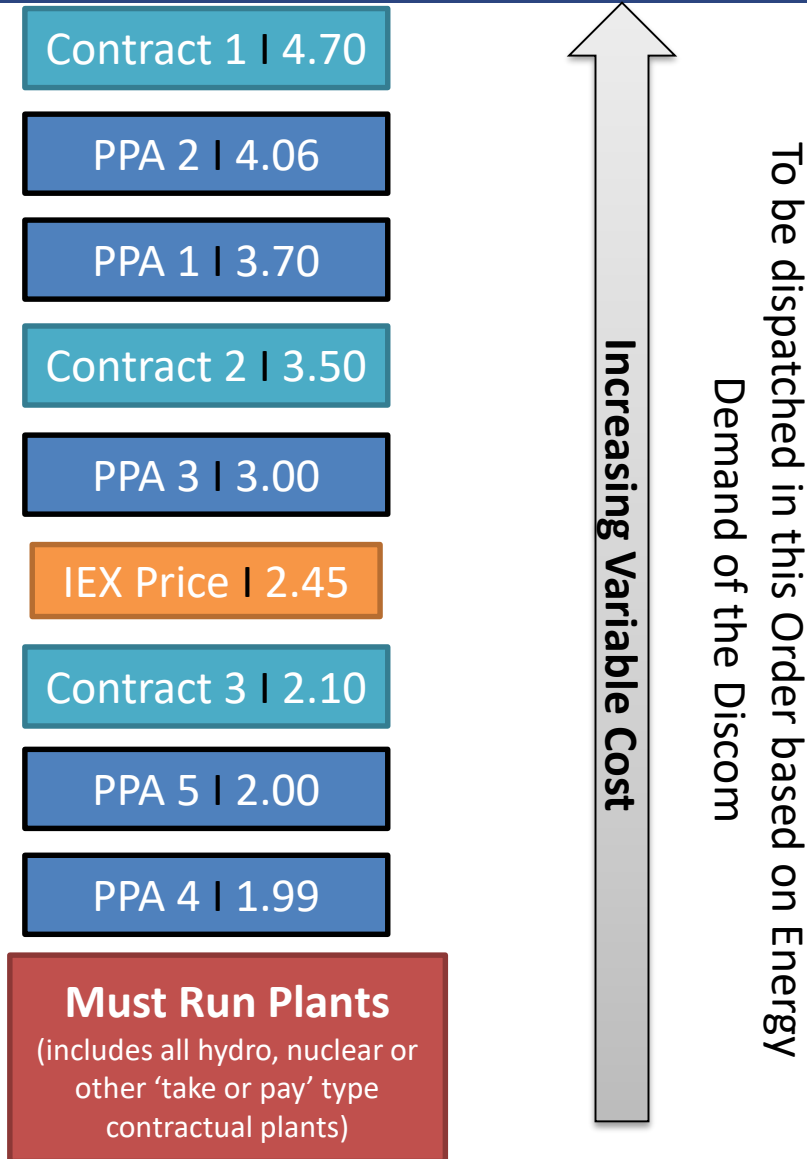 Contract 1 I 4.70
PPA 2 I 4.06
PPA 1 I 3.70
Contract 2 I 3.50
PPA 3 I 3.00
IEX Price I 2.45
Contract 3 I 2.10
PPA 5 I 2.00
PPA 4 I 1.99
Must Run Plants
(includes all hydro, nuclear or
other ‘take or pay’ type
contractual plants)
Increasing Variable Cost
To be dispatched in this Order based on Energy
Demand of the Discom